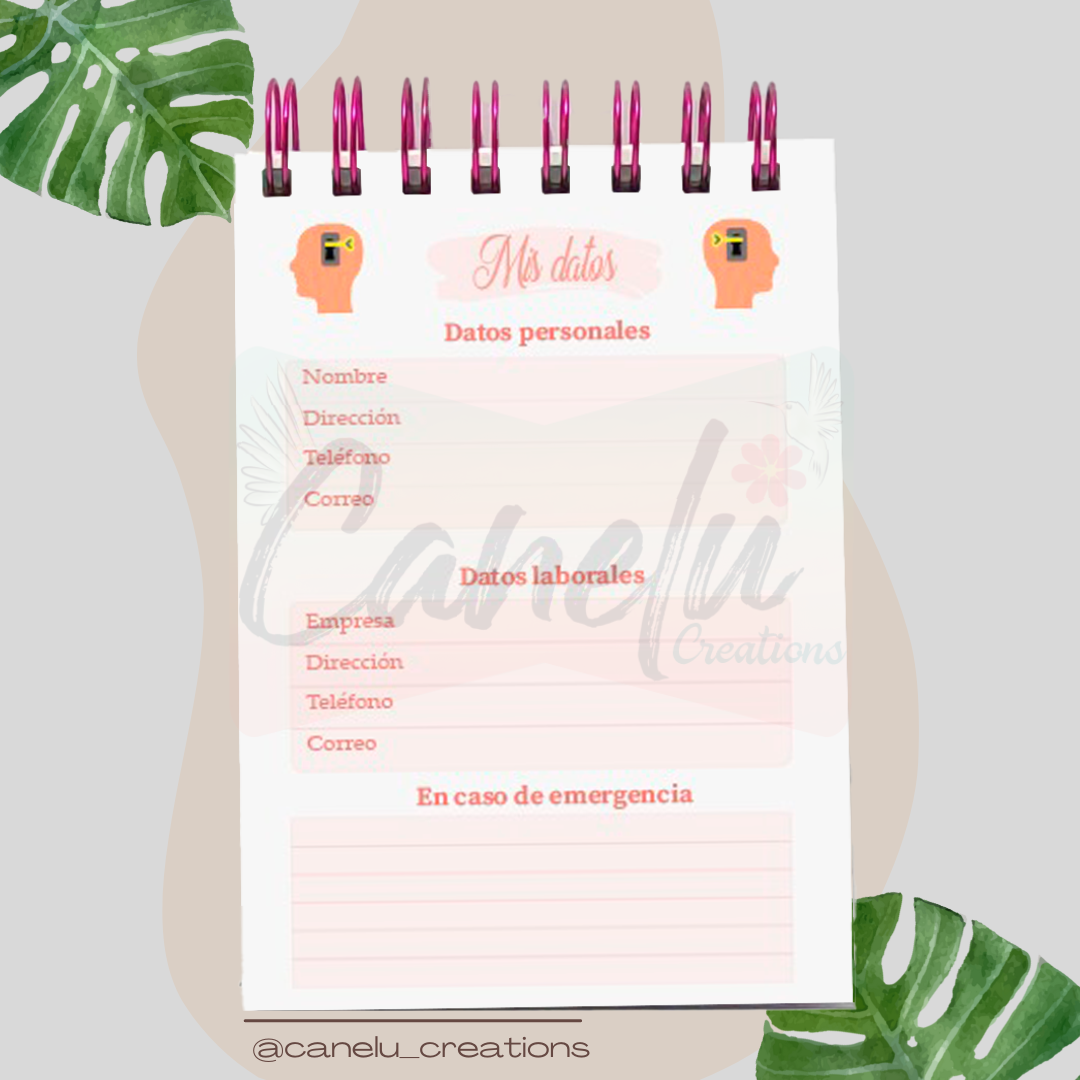 Mis datos
Datos personales
Nombre
Dirección
Teléfono
Correo
Canelu
Creations
Datos laborales
Empresa
Dirección
Teléfono
Correo
En caso de emergencia
@canelu_creations